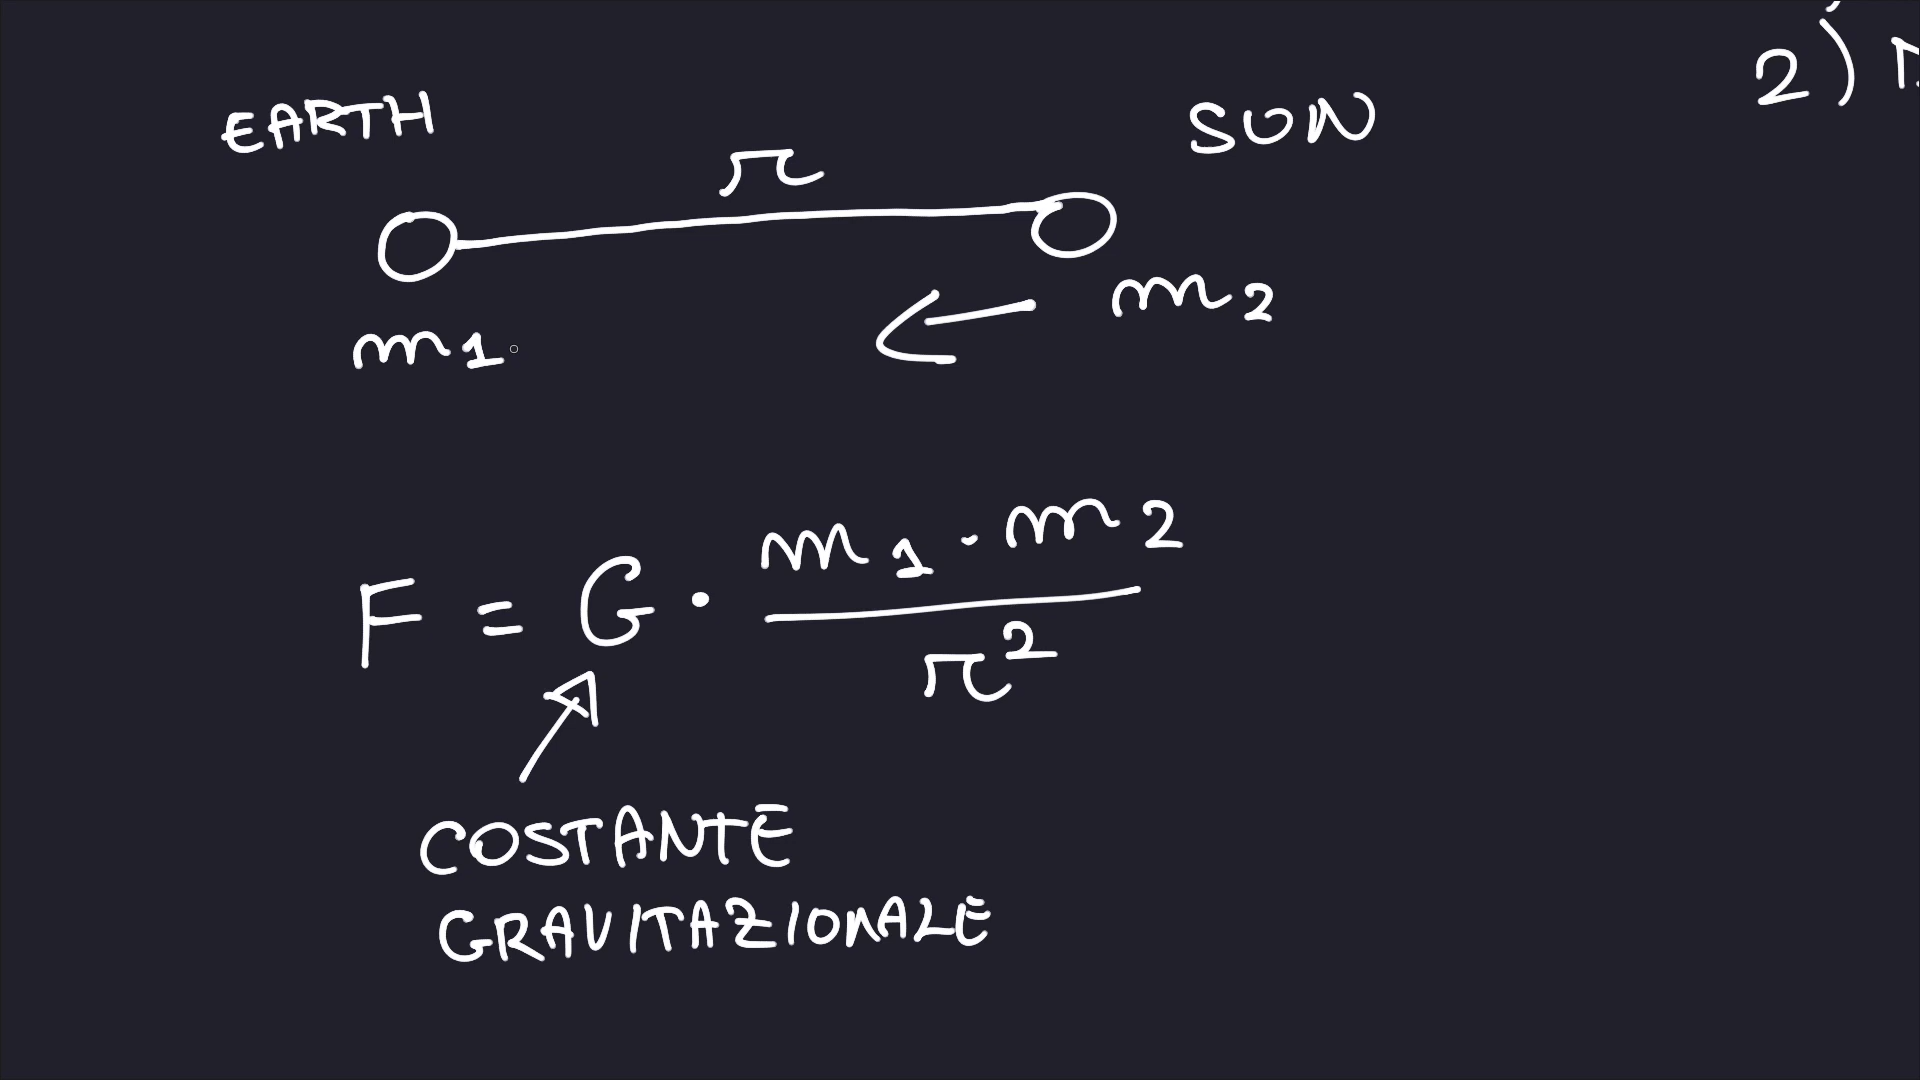 EARTH
SUN
2)
r
m1
m2
F = G · m1 · m2 / r²
COSTANTE
GRAVITAZIONALE